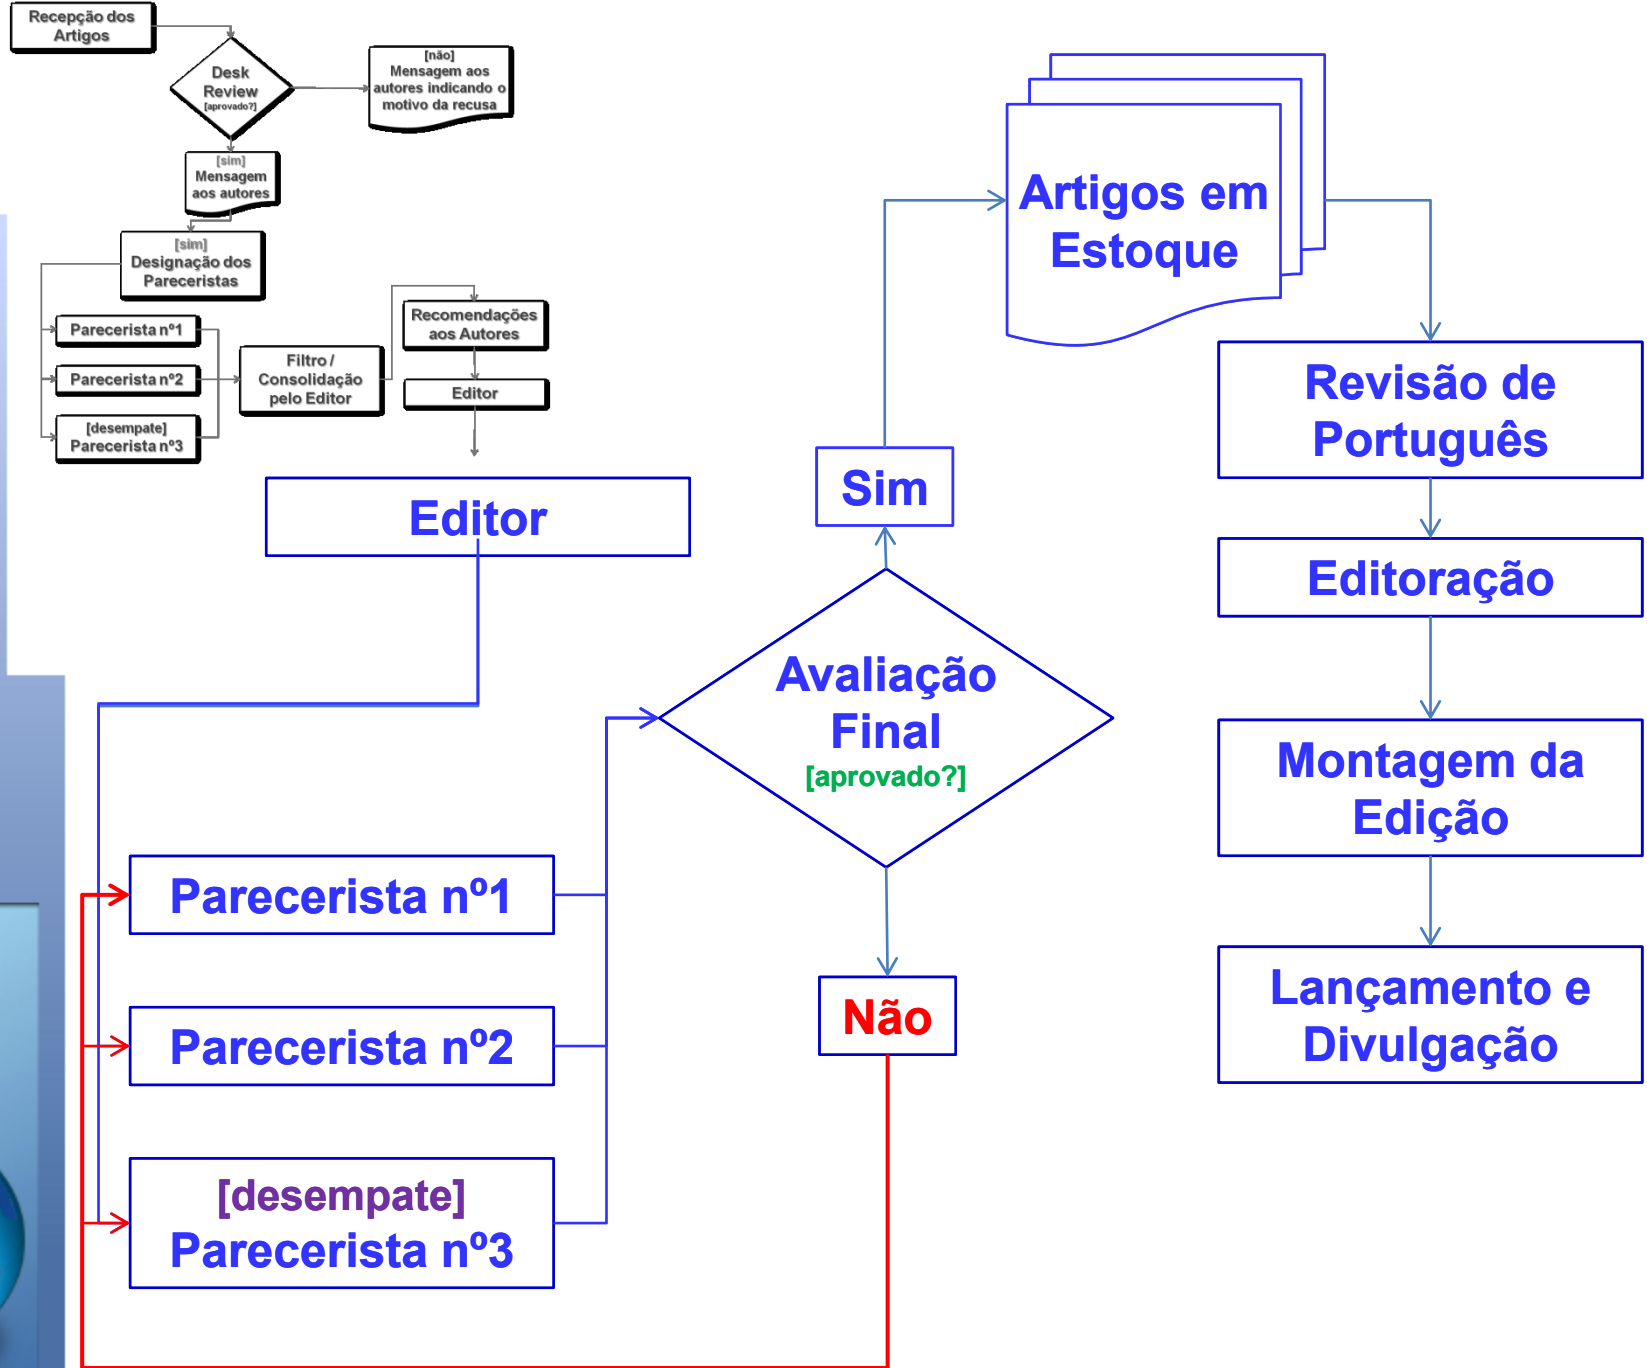 Recepção dos
Artigos
Desk
Review
[aprovado?]
[não]
Mensagem aos
autores indicando o
motivo da recusa
[sim]
Mensagem
aos autores
[sim]
Designação dos
Pareceristas
Parecerista nº1
Parecerista nº2
[desempate]
Parecerista nº3
Filtro /
Consolidação
pelo Editor
Recomendações
aos Autores
Editor
Editor
Parecerista nº1
Parecerista nº2
[desempate]
Parecerista nº3
Avaliação
Final
[aprovado?]
Sim
Não
Artigos em
Estoque
Revisão de
Português
Editoração
Montagem da
Edição
Lançamento e
Divulgação